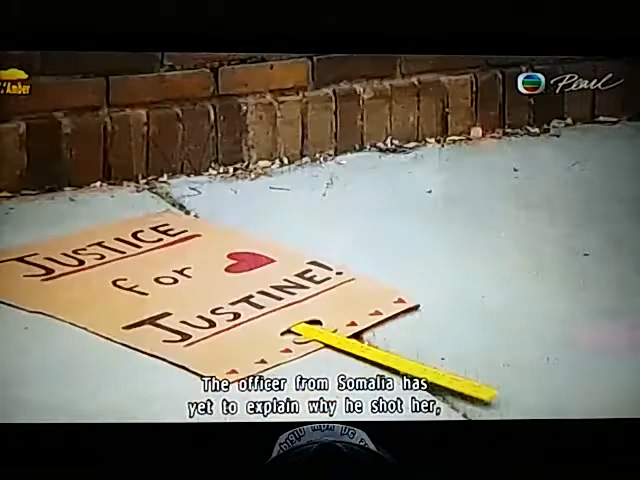 Amber
Pearl
JUSTICE
for
JUSTINE!
The officer from Somalia has
yet to explain why he shot her,